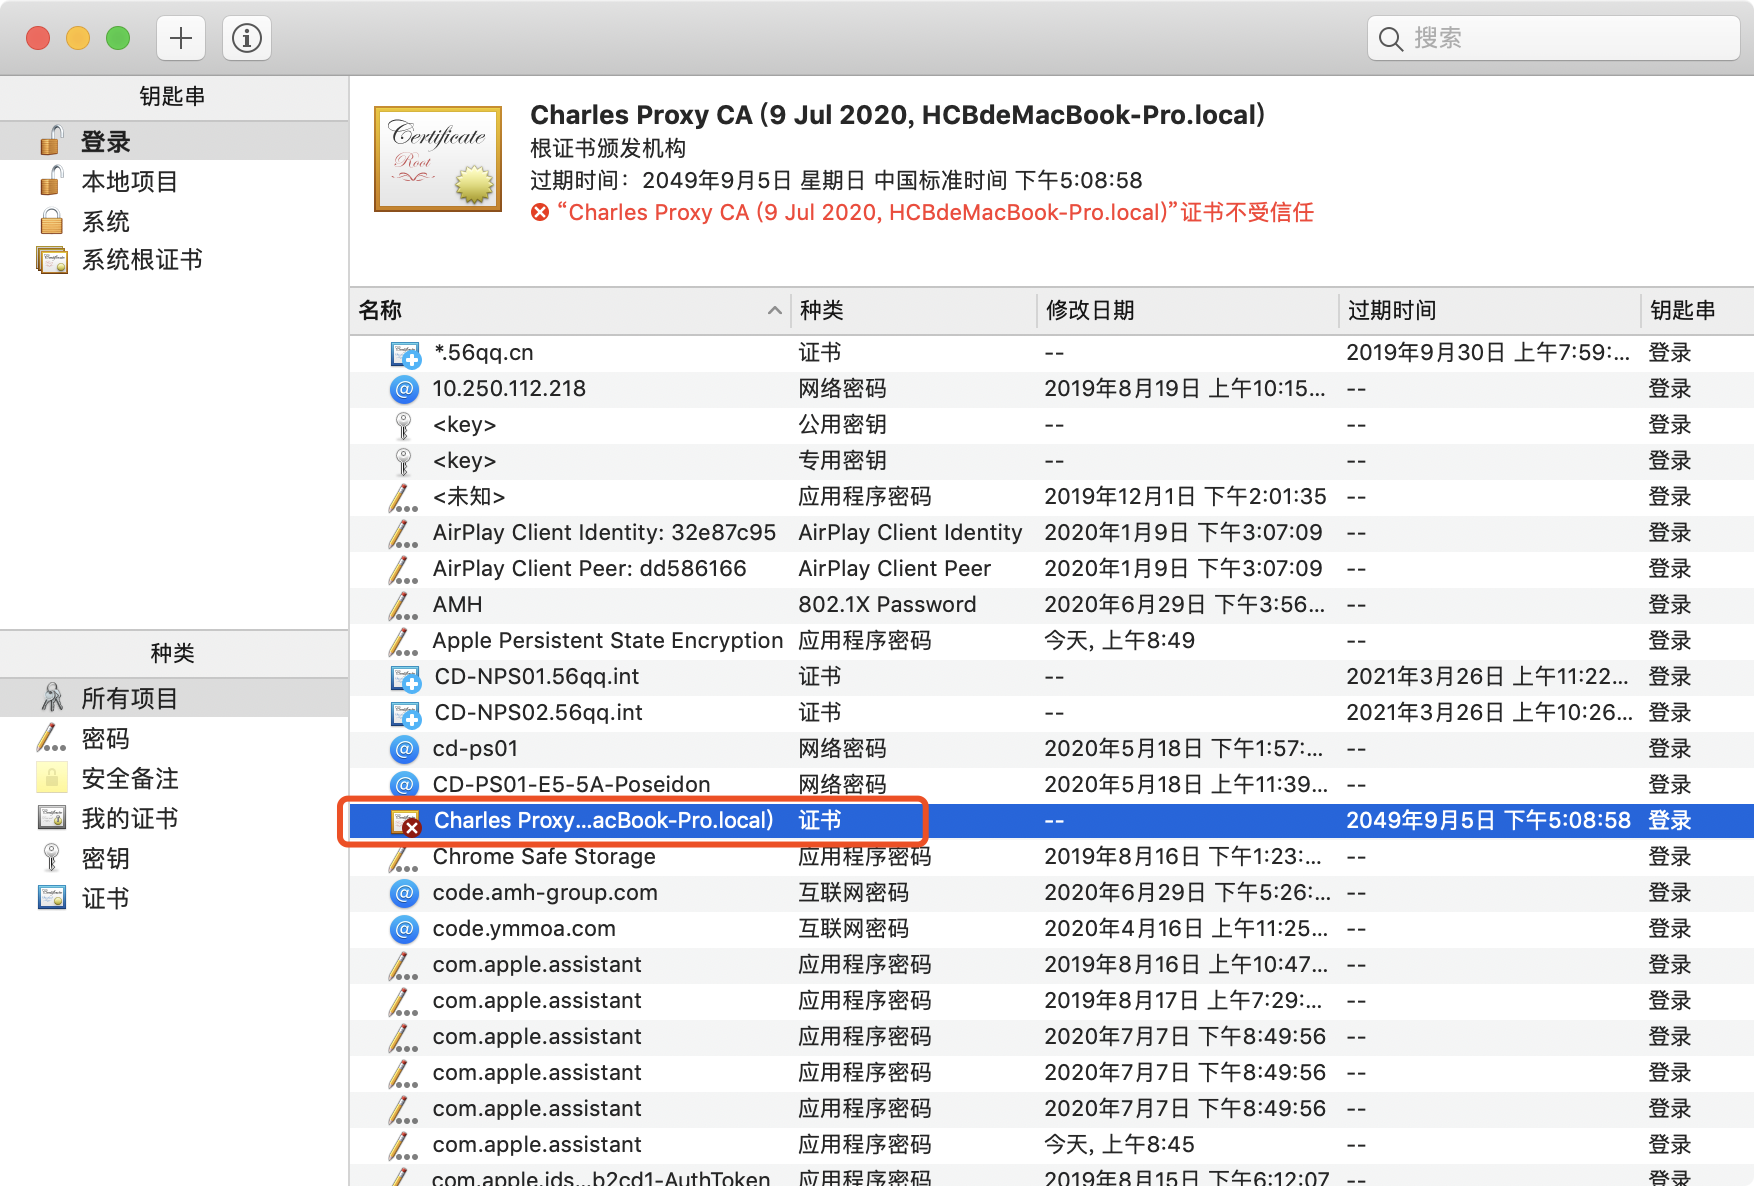 搜索
钥匙串
登录
本地项目
系统
系统根证书
种类
所有项目
密码
安全备注
我的证书
密钥
证书
Certificate
Root
Charles Proxy CA (9 Jul 2020, HCBdeMacBook-Pro.local)
根证书颁发机构
过期时间：2049年9月5日 星期日 中国标准时间 下午5:08:58
“Charles Proxy CA (9 Jul 2020, HCBdeMacBook-Pro.local)”证书不受信任
名称 种类 修改日期 过期时间 钥匙串
*.56qq.cn 证书 -- 2019年9月30日 上午7:59:... 登录
10.250.112.218 网络密码 2019年8月19日 上午10:15... -- 登录
<key> 公用密钥 -- -- 登录
<key> 专用密钥 -- -- 登录
<未知> 应用程序密码 2019年12月1日 下午2:01:35 -- 登录
AirPlay Client Identity: 32e87c95 AirPlay Client Identity 2020年1月9日 下午3:07:09 -- 登录
AirPlay Client Peer: dd586166 AirPlay Client Peer 2020年1月9日 下午3:07:09 -- 登录
AMH 802.1X Password 2020年6月29日 下午3:56... -- 登录
Apple Persistent State Encryption 应用程序密码 今天, 上午8:49 -- 登录
CD-NPS01.56qq.int 证书 -- 2021年3月26日 上午11:22... 登录
CD-NPS02.56qq.int 证书 -- 2021年3月26日 上午10:26... 登录
cd-ps01 网络密码 2020年5月18日 下午1:57:... -- 登录
CD-PS01-E5-5A-Poseidon 网络密码 2020年5月18日 上午11:39... -- 登录
Charles Proxy...acBook-Pro.local) 证书 -- 2049年9月5日 下午5:08:58 登录
Chrome Safe Storage 应用程序密码 2019年8月16日 下午1:23:... -- 登录
code.amh-group.com 互联网密码 2020年6月29日 下午5:26:... -- 登录
code.ymmoa.com 互联网密码 2020年4月16日 上午11:25... -- 登录
com.apple.assistant 应用程序密码 2019年8月16日 上午10:47... -- 登录
com.apple.assistant 应用程序密码 2019年8月17日 上午7:29:... -- 登录
com.apple.assistant 应用程序密码 2020年7月7日 下午8:49:56 -- 登录
com.apple.assistant 应用程序密码 2020年7月7日 下午8:49:56 -- 登录
com.apple.assistant 应用程序密码 2020年7月7日 下午8:49:56 -- 登录
com.apple.assistant 应用程序密码 今天, 上午8:45 -- 登录
com.apple.ids...b2cd1-AuthToken 应用程序密码 2019年8月15日 下午6:12:07 -- 登录